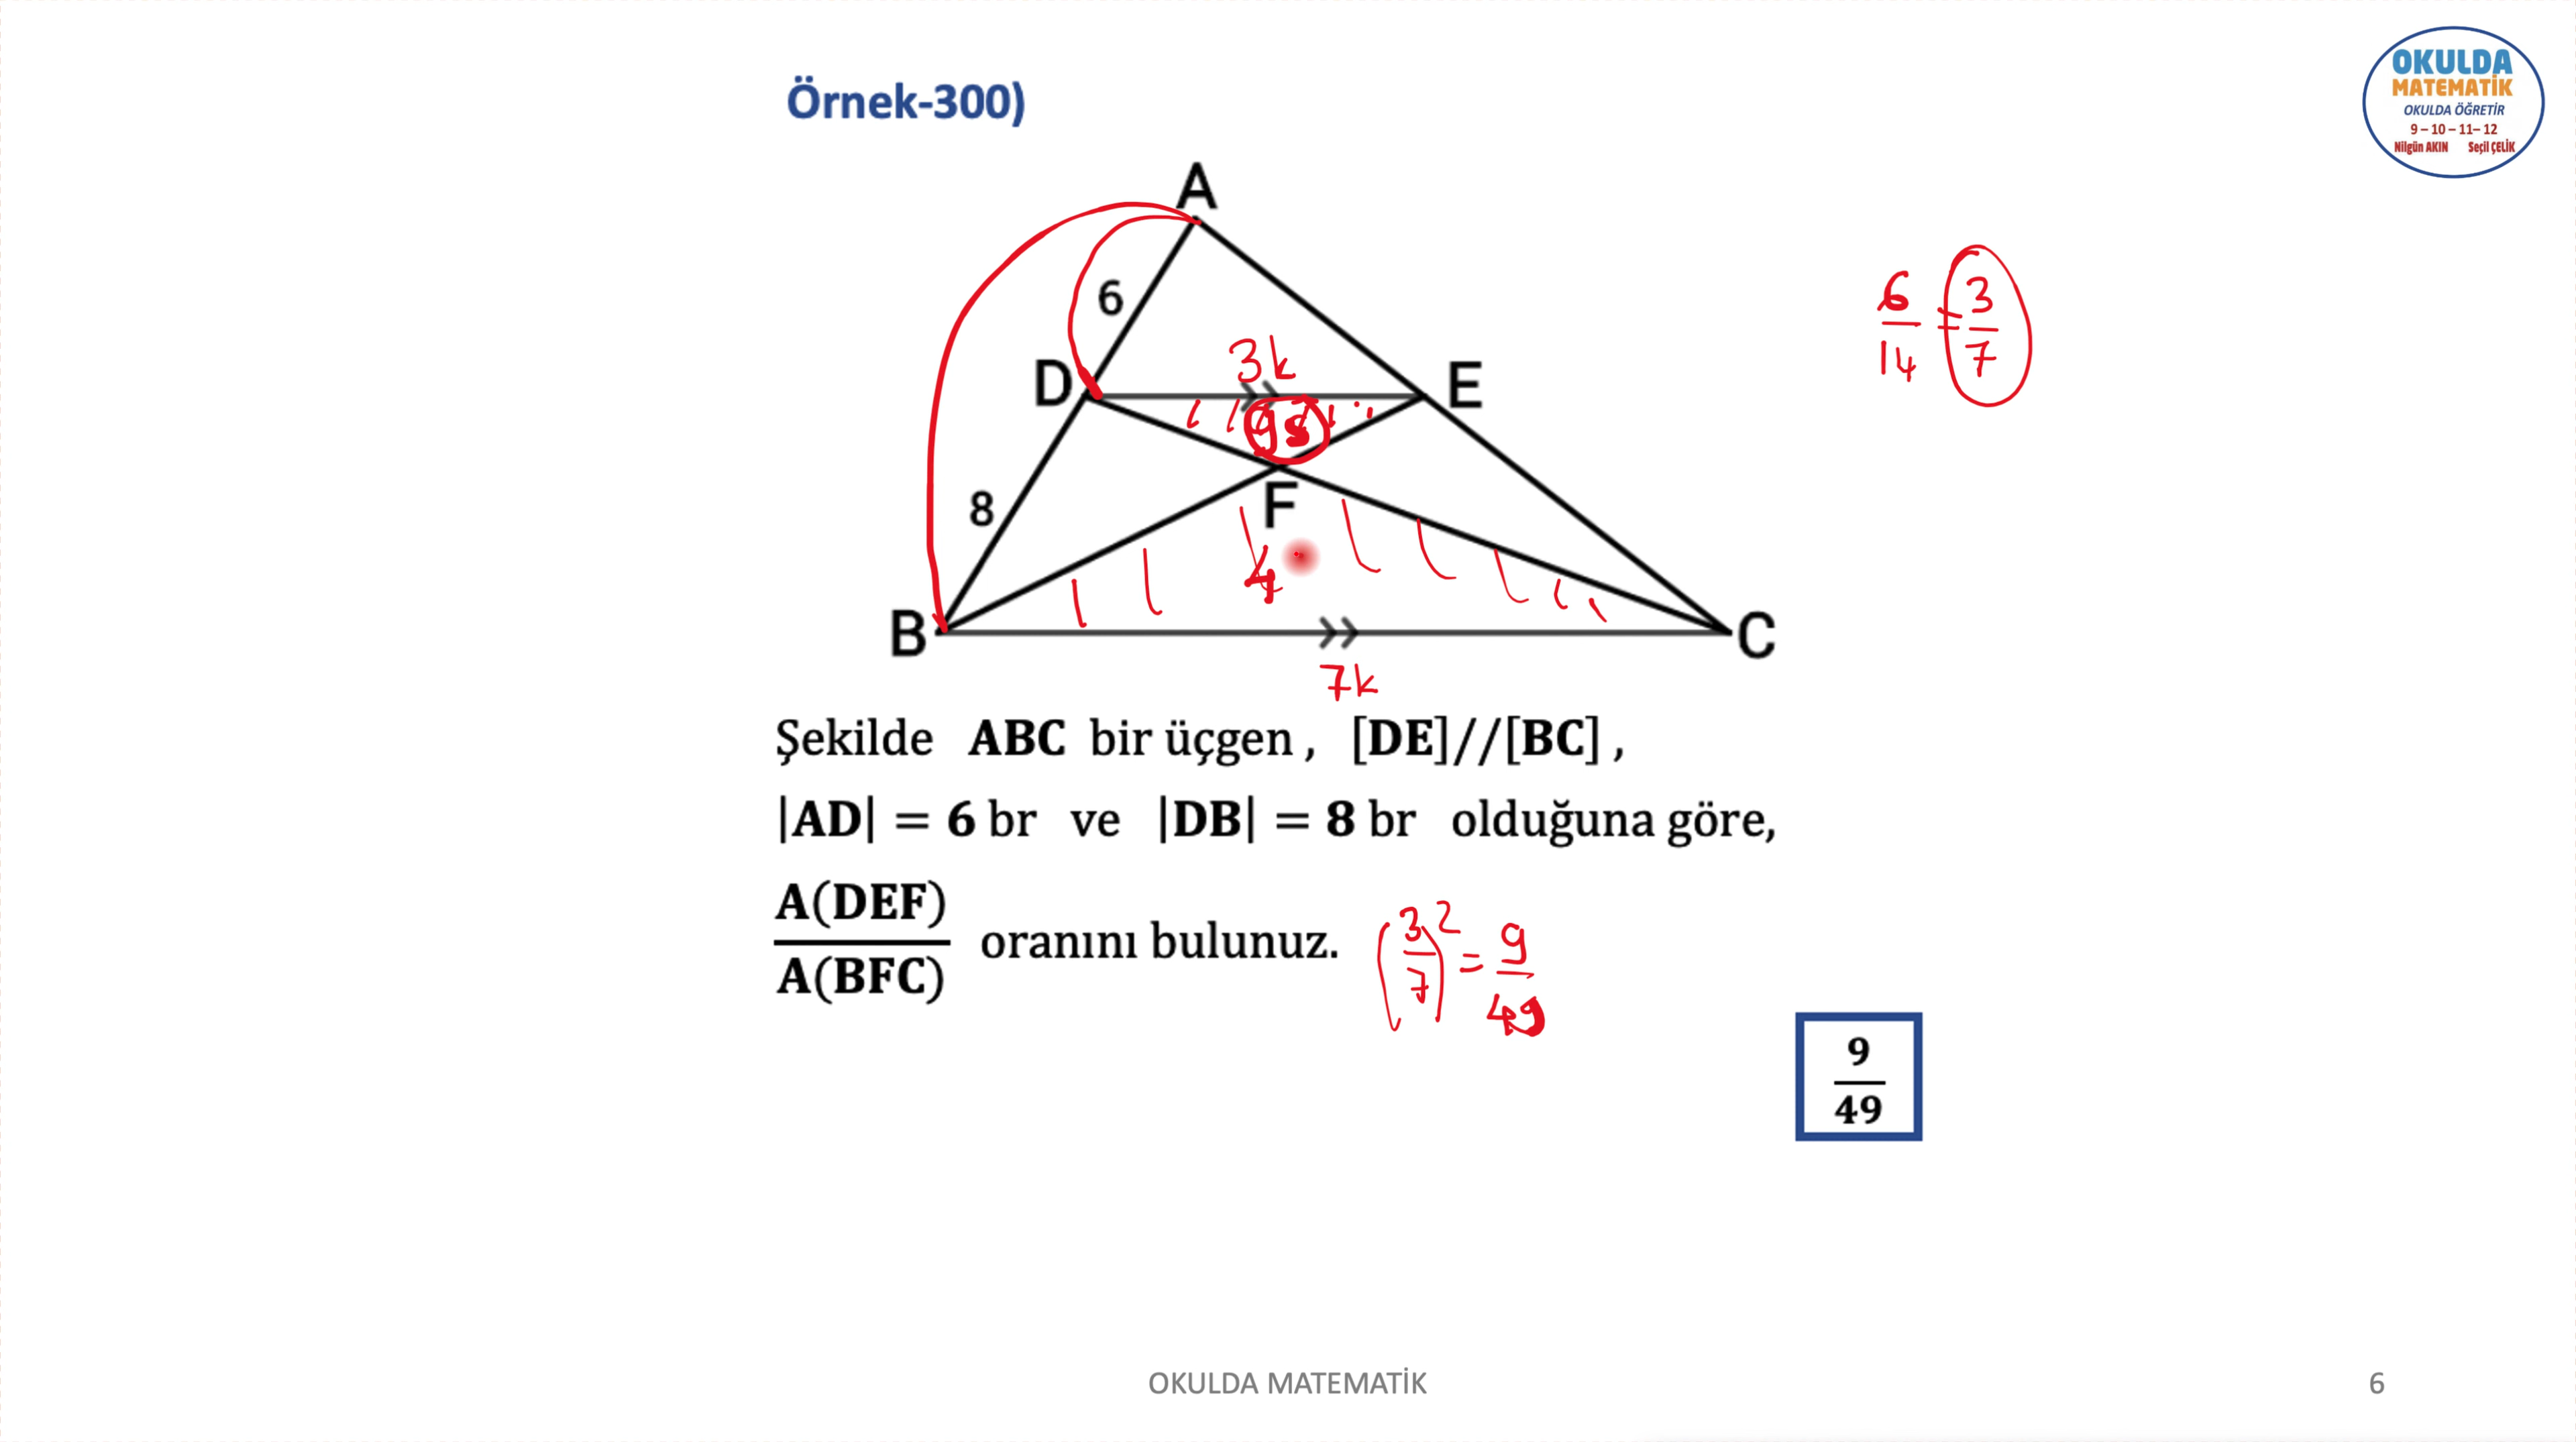 OKULDA
MATEMATİK
OKULDA ÖĞRETİR
9 – 10 – 11– 12
Nilgün AKIN Seçil ÇELİK
Örnek-300)
A
6
6/14 = 3/7
3k
D
E
9S
8
F
4
B
C
7k
Şekilde ABC bir üçgen , [DE]//[BC] ,
|AD| = 6 br ve |DB| = 8 br olduğuna göre,
A(DEF)/A(BFC) oranını bulunuz. (3/7)² = 9/49
9/49
OKULDA MATEMATİK
6